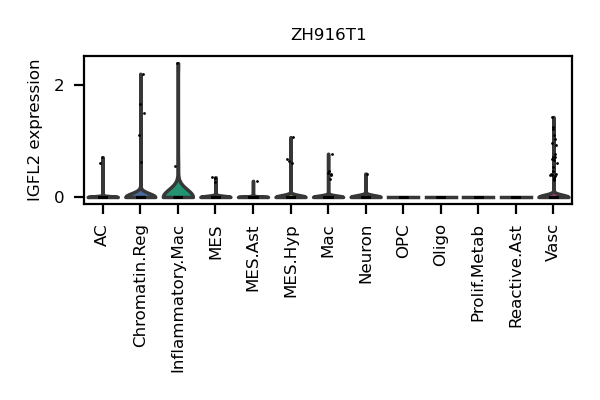 ZH916T1
IGFL2 expression
2
0
AC
Chromatin.Reg
Inflammatory.Mac
MES
MES.Ast
MES.Hyp
Mac
Neuron
OPC
Oligo
Prolif.Metab
Reactive.Ast
Vasc